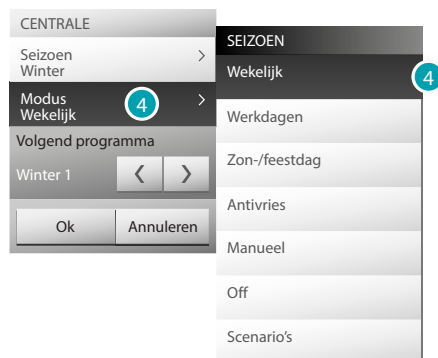 CENTRALE
Seizoen
Winter
Modus
Wekelijk
4
Volgend programma
Winter 1
Ok
Annuleren
SEIZOEN
Wekelijk
4
Werkdagen
Zon-/feestdag
Antivries
Manueel
Off
Scenario's